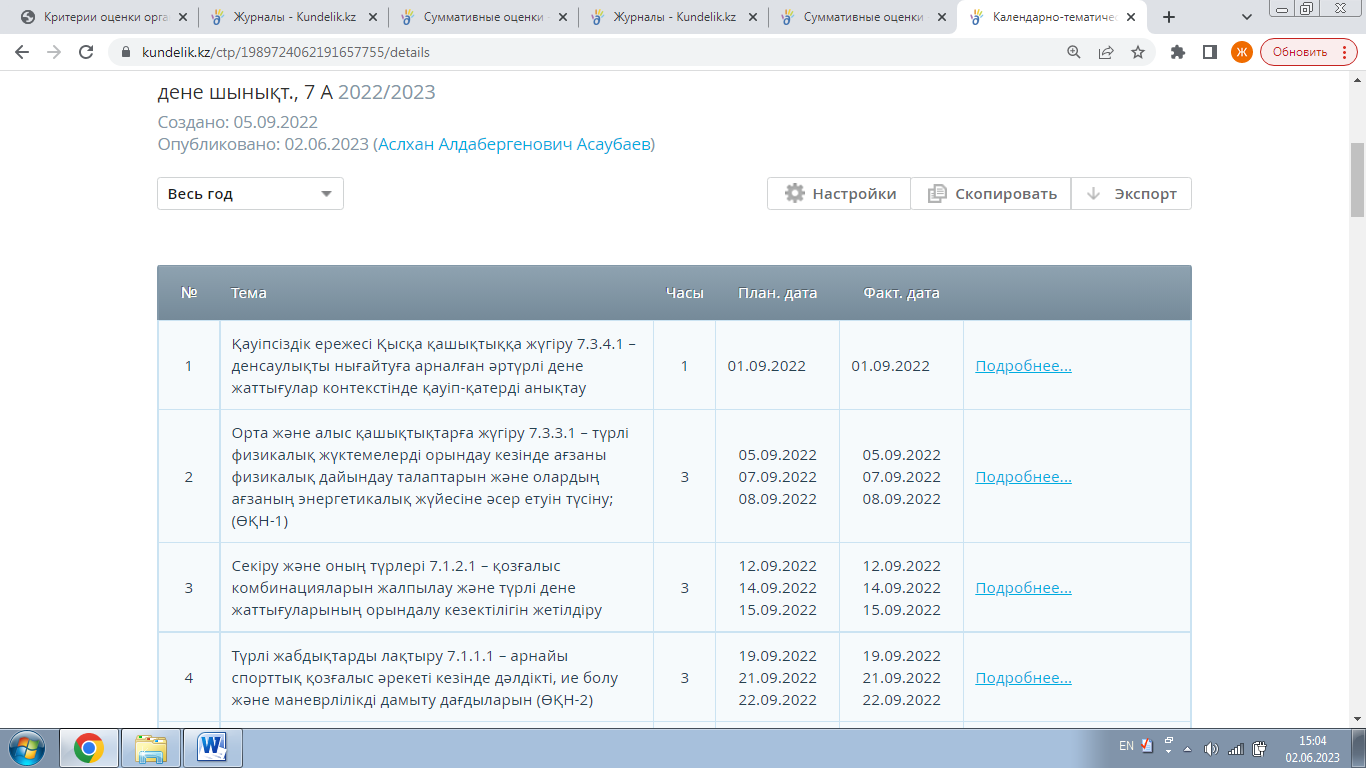 Критерии оценки орга
Журналы - Kundelik.kz
Суммативные оценки
Журналы - Kundelik.kz
Суммативные оценки
Календарно-тематичес
kundelik.kz/ctp/1989724062191657755/details
Ж
Обновить
дене шынықт., 7 А 2022/2023
Создано: 05.09.2022
Опубликовано: 02.06.2023 (Аслхан Алдабергенович Асаубаев)
Весь год
Настройки
Скопировать
Экспорт
№ Тема Часы План. дата Факт. дата
1 Қауіпсіздік ережесі Қысқа қашықтыққа жүгіру 7.3.4.1 –
денсаулықты нығайтуға арналған әртүрлі дене
жаттығулар контекстінде қауіп-қатерді анықтау
1 01.09.2022 01.09.2022 Подробнее...
2 Орта және алыс қашықтықтарға жүгіру 7.3.3.1 – түрлі
физикалық жүктемелерді орындау кезінде ағзаны
физикалық дайындау талаптарын және олардың
ағзаның энергетикалық жүйесіне әсер етуін түсіну;
(ӨҚН-1)
3 05.09.2022 05.09.2022 Подробнее...
07.09.2022 07.09.2022
08.09.2022 08.09.2022
3 Секіру және оның түрлері 7.1.2.1 – қозғалыс
комбинацияларын жалпылау және түрлі дене
жаттығуларының орындалу кезектілігін жетілдіру
3 12.09.2022 12.09.2022 Подробнее...
14.09.2022 14.09.2022
15.09.2022 15.09.2022
4 Түрлі жабдықтарды лақтыру 7.1.1.1 – арнайы
спорттық қозғалыс әрекеті кезінде дәлдікті, ие болу
және маневрлілікді дамыту дағдыларын (ӨҚН-2)
3 19.09.2022 19.09.2022 Подробнее...
21.09.2022 21.09.2022
22.09.2022 22.09.2022
EN
15:04
02.06.2023